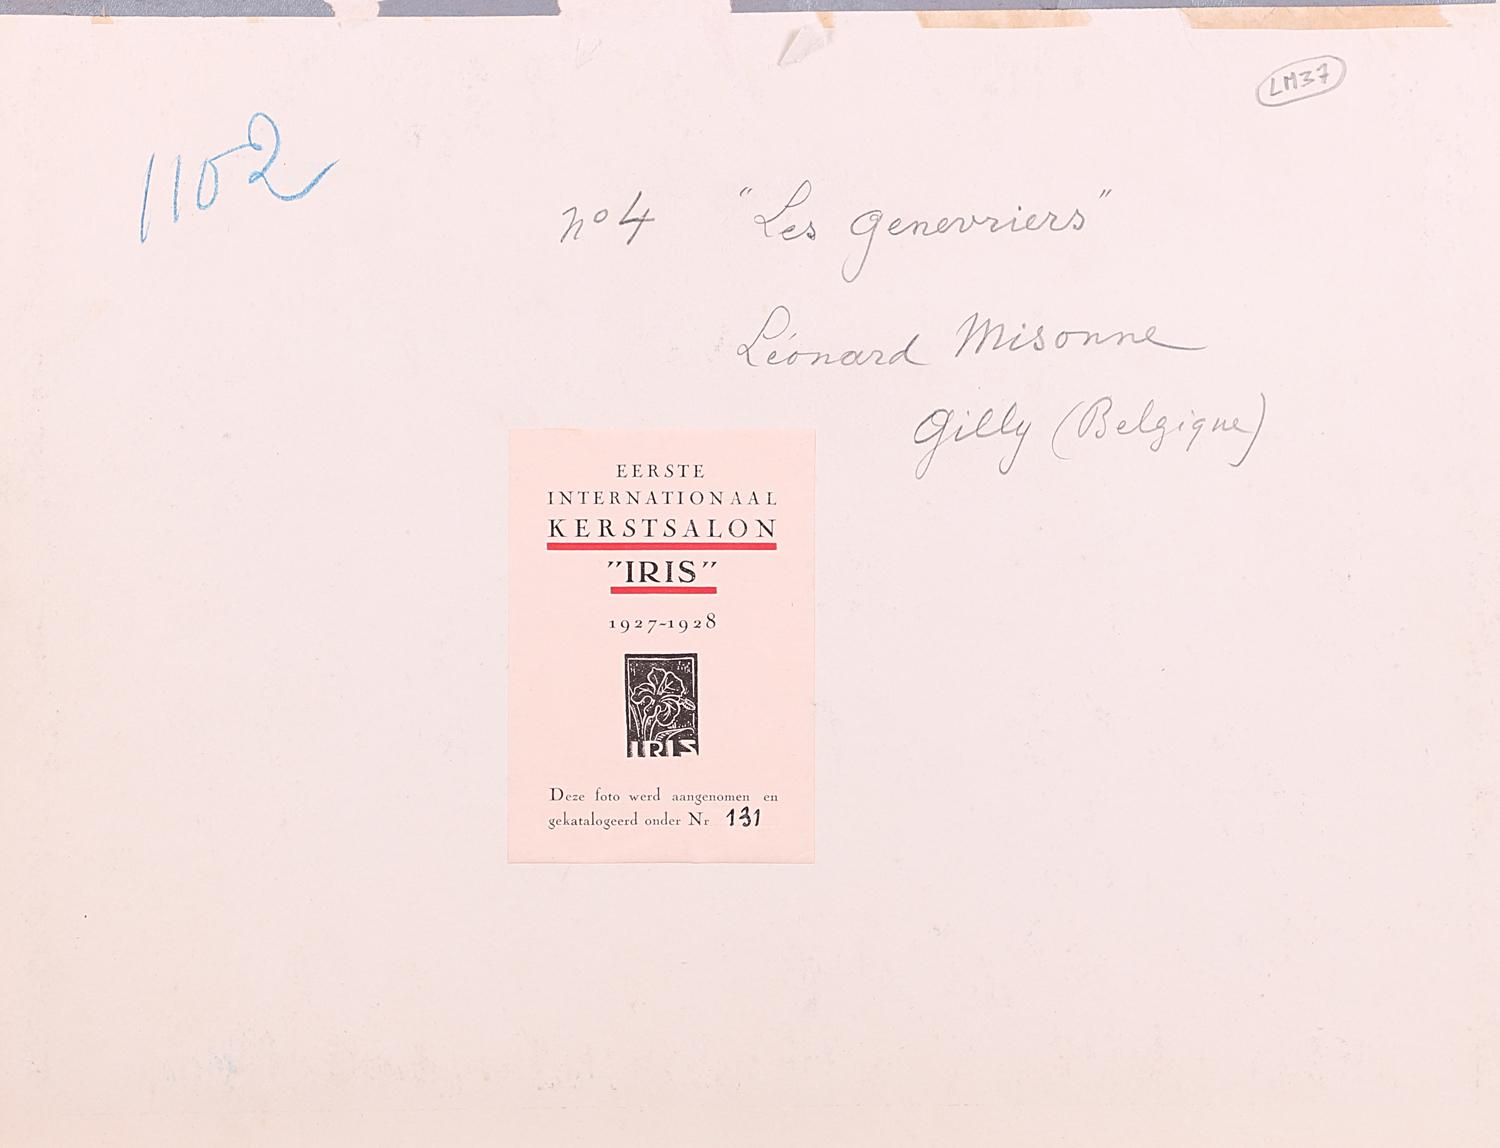 LM37
1102
n° 4 "Les Genevriers"
Léonard Misonne
Gilly (Belgique)
EERSTE
INTERNATIONAAL
KERSTSALON
"IRIS"
1927-1928
IRIS
Deze foto werd aangenomen en
gekatalogeerd onder Nr 131